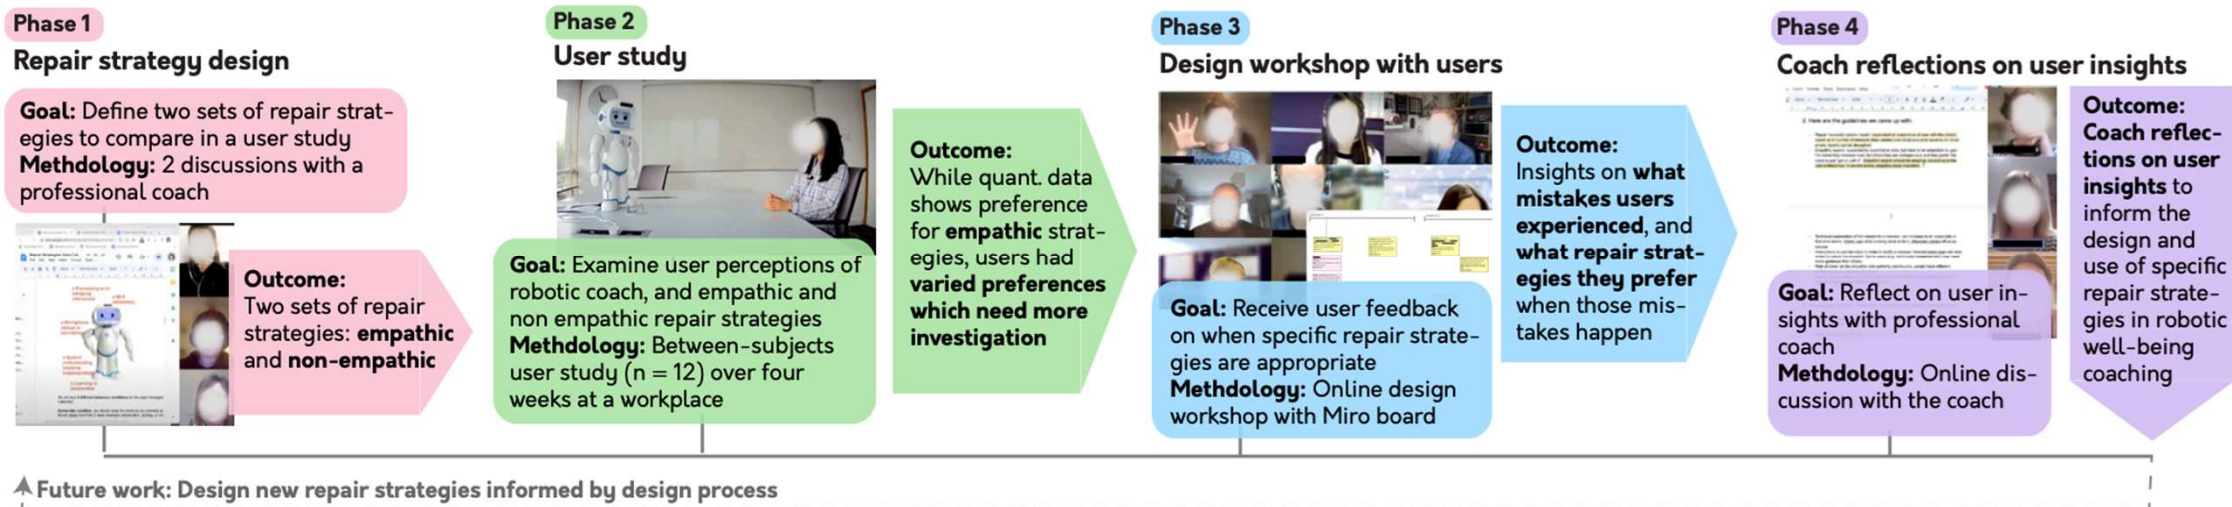 Phase 1
Repair strategy design
Goal: Define two sets of repair strat-
egies to compare in a user study
Methdology: 2 discussions with a
professional coach
Outcome:
Two sets of repair
strategies: empathic
and non-empathic
Phase 2
User study
Goal: Examine user perceptions of
robotic coach, and empathic and
non empathic repair strategies
Methdology: Between-subjects
user study (n = 12) over four
weeks at a workplace
Outcome:
While quant. data
shows preference
for empathic strat-
egies, users had
varied preferences
which need more
investigation
Phase 3
Design workshop with users
Goal: Receive user feedback
on when specific repair strate-
gies are appropriate
Methdology: Online design
workshop with Miro board
Outcome:
Insights on what
mistakes users
experienced, and
what repair strat-
egies they prefer
when those mis-
takes happen
Phase 4
Coach reflections on user insights
2 Here are the guidelines we came up with:
Goal: Reflect on user in-
sights with professional
coach
Methdology: Online dis-
cussion with the coach
Outcome:
Coach reflec-
tions on user
insights to
inform the
design and
use of specific
repair strate-
gies in robotic
well-being
coaching
Future work: Design new repair strategies informed by design process